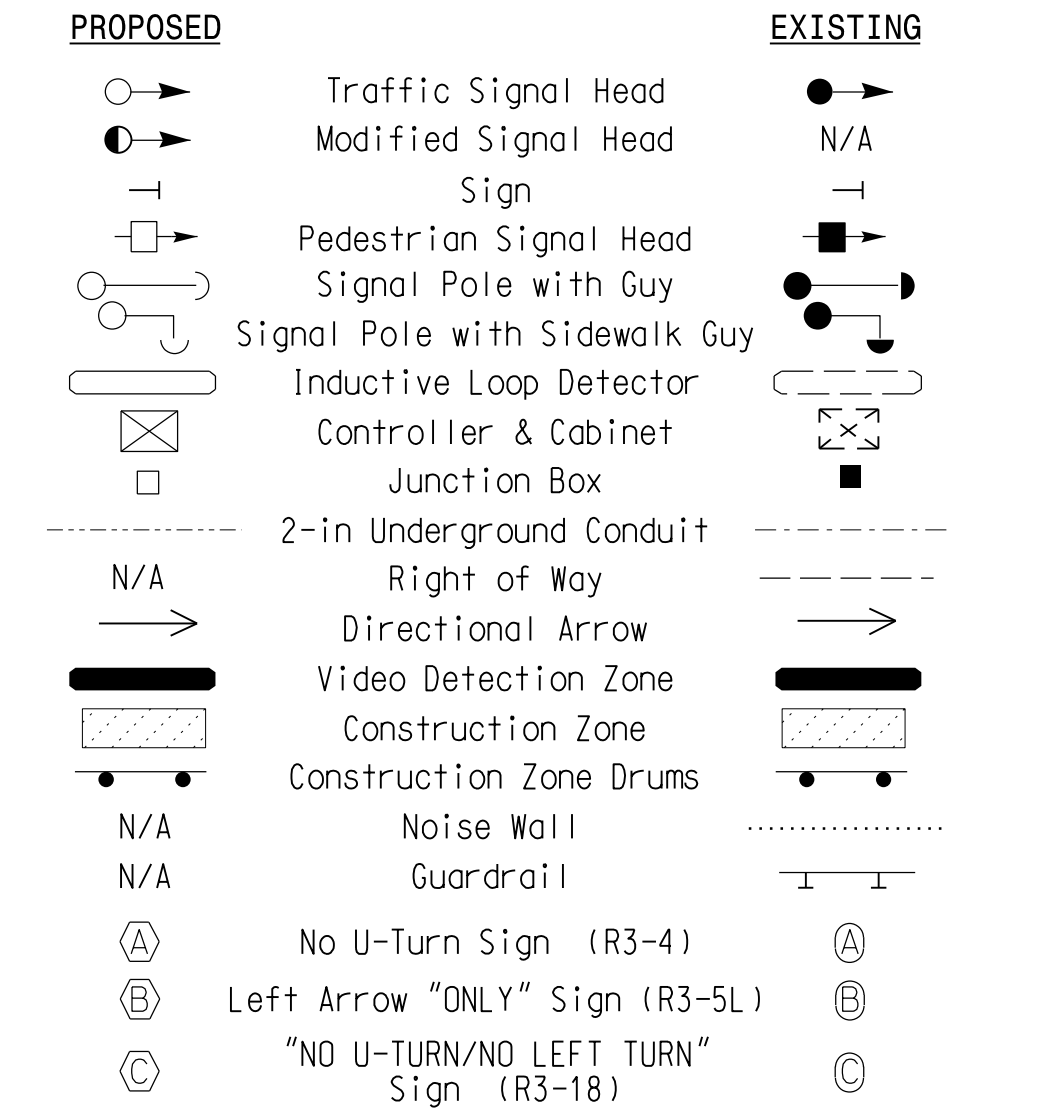 PROPOSED EXISTING
Traffic Signal Head
Modified Signal Head N/A
Sign
Pedestrian Signal Head
Signal Pole with Guy
Signal Pole with Sidewalk Guy
Inductive Loop Detector
Controller & Cabinet
Junction Box
2-in Underground Conduit
N/A Right of Way
Directional Arrow
Video Detection Zone
Construction Zone
Construction Zone Drums
N/A Noise Wall
N/A Guardrail
A No U-Turn Sign (R3-4) A
B Left Arrow "ONLY" Sign (R3-5L) B
"NO U-TURN/NO LEFT TURN"
C Sign (R3-18) C